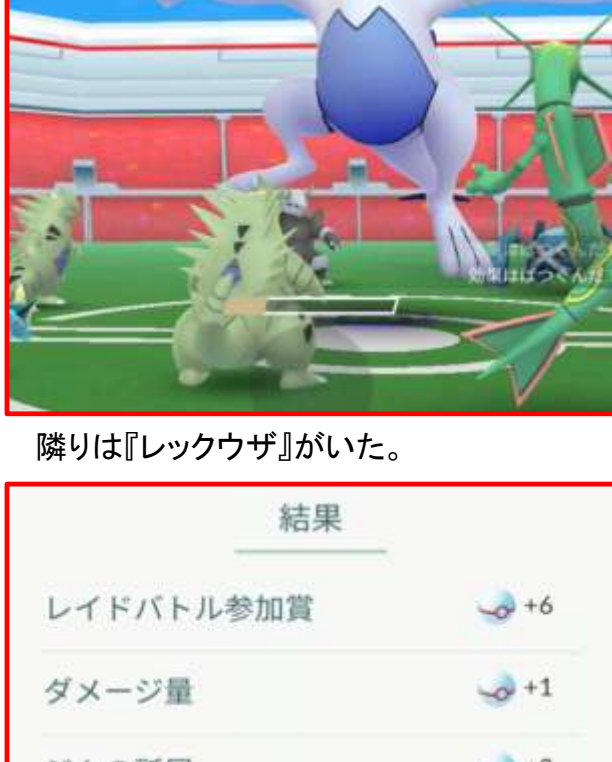 効果はばつぐんだ
隣りは『レックウザ』がいた。
結果
レイドバトル参加賞 +6
ダメージ量 +1